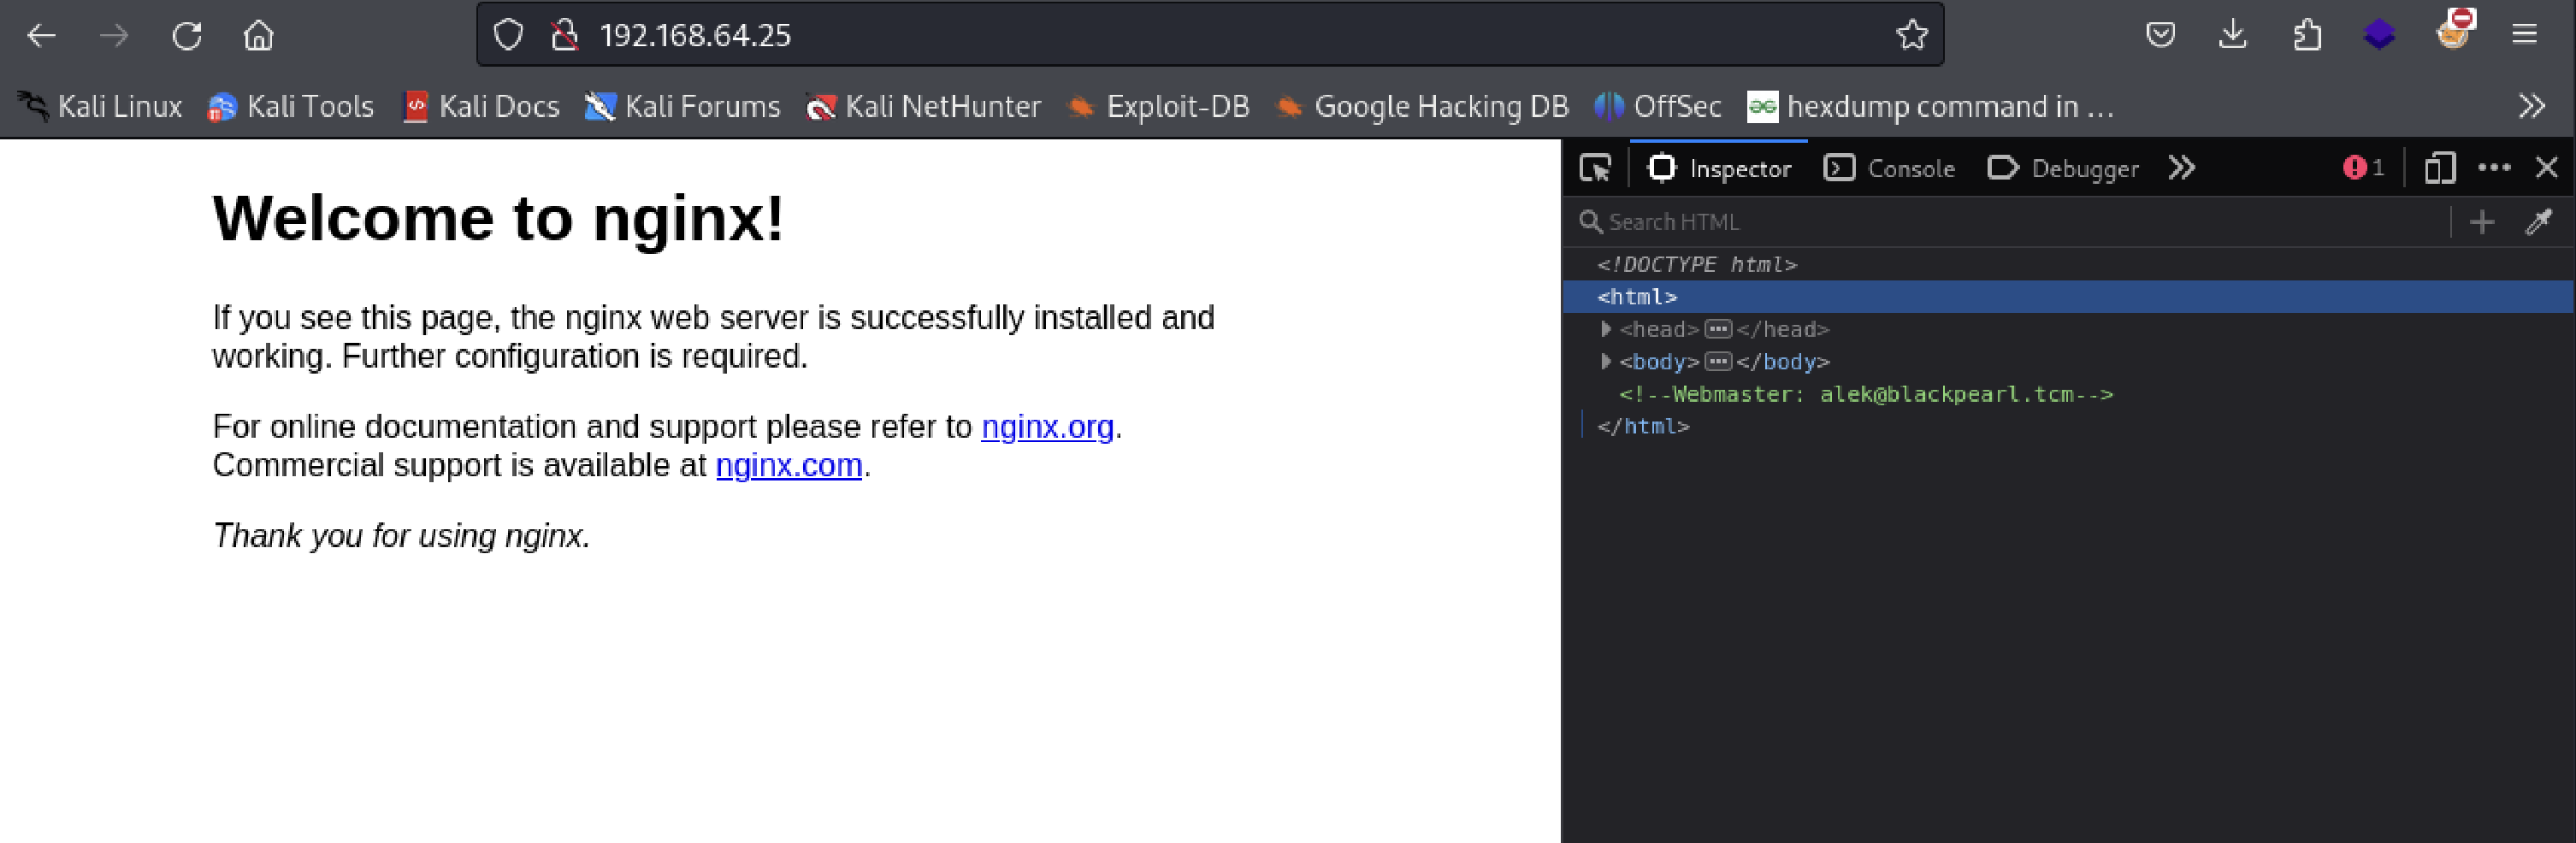 192.168.64.25
Kali Linux Kali Tools Kali Docs Kali Forums Kali NetHunter Exploit-DB Google Hacking DB OffSec hexdump command in …
Welcome to nginx!
If you see this page, the nginx web server is successfully installed and
working. Further configuration is required.
For online documentation and support please refer to nginx.org.
Commercial support is available at nginx.com.
Thank you for using nginx.
Inspector Console Debugger 1
Search HTML
<!DOCTYPE html>
<html>
<head></head>
<body></body>
<!--Webmaster: alek@blackpearl.tcm-->
</html>